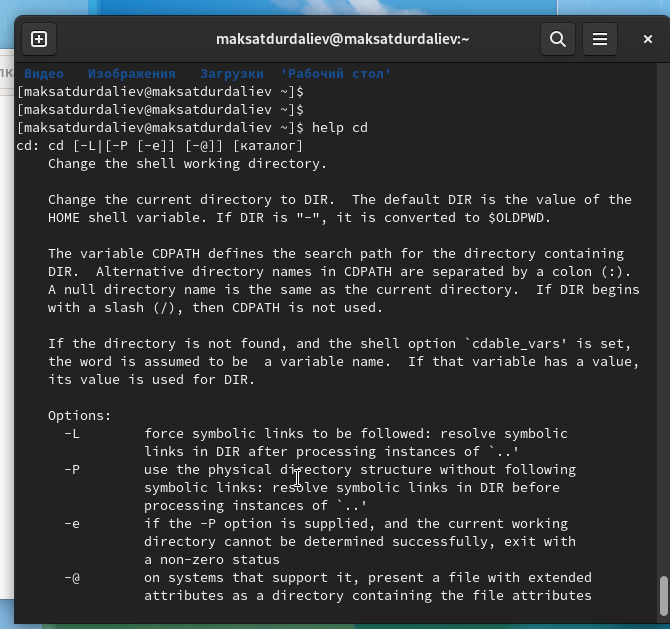 maksatdurdaliev@maksatdurdaliev:~
Видео Изображения Загрузки 'Рабочий стол'
[maksatdurdaliev@maksatdurdaliev ~]$
[maksatdurdaliev@maksatdurdaliev ~]$
[maksatdurdaliev@maksatdurdaliev ~]$ help cd
cd: cd [-L|[-P [-e]] [-@]] [каталог]
Change the shell working directory.
Change the current directory to DIR.  The default DIR is the value of the
HOME shell variable. If DIR is "-", it is converted to $OLDPWD.
The variable CDPATH defines the search path for the directory containing
DIR.  Alternative directory names in CDPATH are separated by a colon (:).
A null directory name is the same as the current directory.  If DIR begins
with a slash (/), then CDPATH is not used.
If the directory is not found, and the shell option `cdable_vars' is set,
the word is assumed to be  a variable name.  If that variable has a value,
its value is used for DIR.
Options:
-L force symbolic links to be followed: resolve symbolic
links in DIR after processing instances of `..'
-P use the physical directory structure without following
symbolic links: resolve symbolic links in DIR before
processing instances of `..'
-e if the -P option is supplied, and the current working
directory cannot be determined successfully, exit with
a non-zero status
-@ on systems that support it, present a file with extended
attributes as a directory containing the file attributes